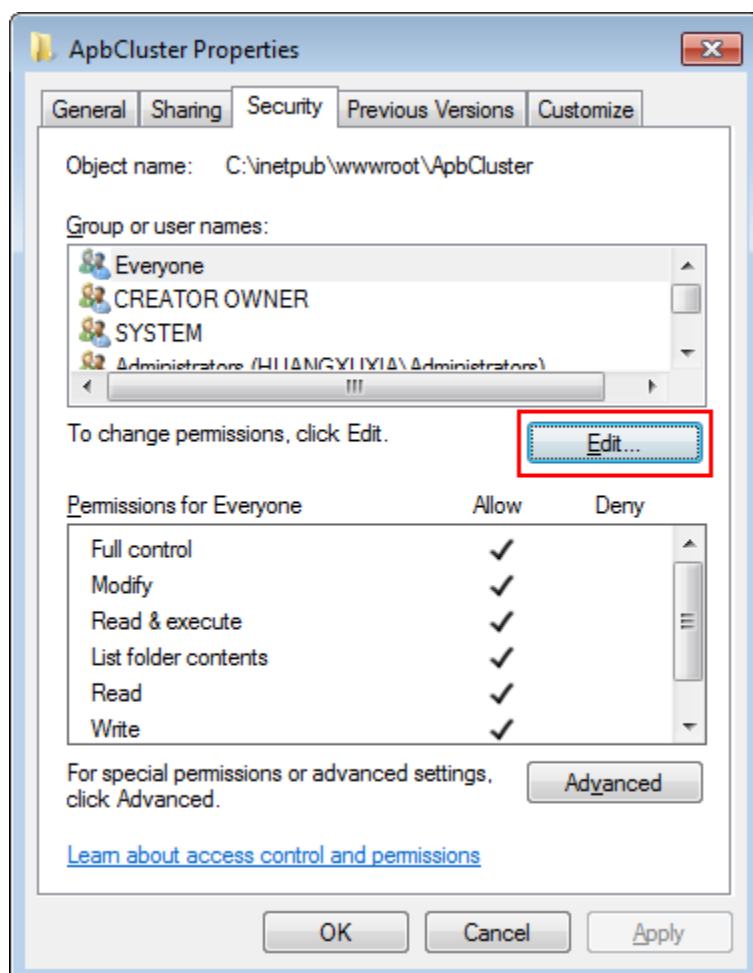 ApbCluster Properties
General Sharing Security Previous Versions Customize
Object name: C:\inetpub\wwwroot\ApbCluster
Group or user names:
Everyone
CREATOR OWNER
SYSTEM
Administrators (HUANGXUXIA\Administrators)
To change permissions, click Edit.
Edit...
Permissions for Everyone Allow Deny
Full control
Modify
Read & execute
List folder contents
Read
Write
For special permissions or advanced settings,
click Advanced.
Advanced
Learn about access control and permissions
OK Cancel Apply